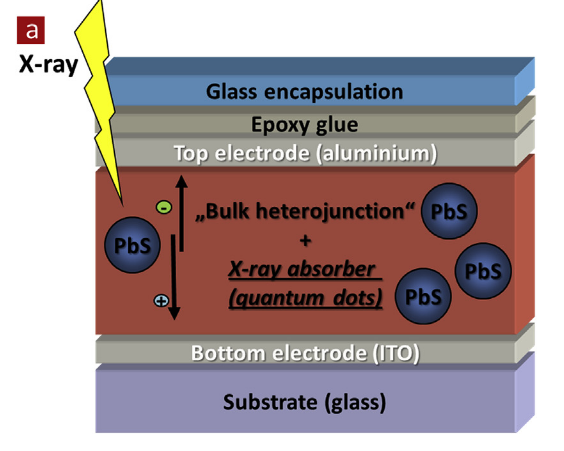 a
X-ray
Glass encapsulation
Epoxy glue
Top electrode (aluminium)
-
„Bulk heterojunction“
PbS
PbS
+
X-ray absorber
PbS
(quantum dots)
PbS
+
Bottom electrode (ITO)
Substrate (glass)